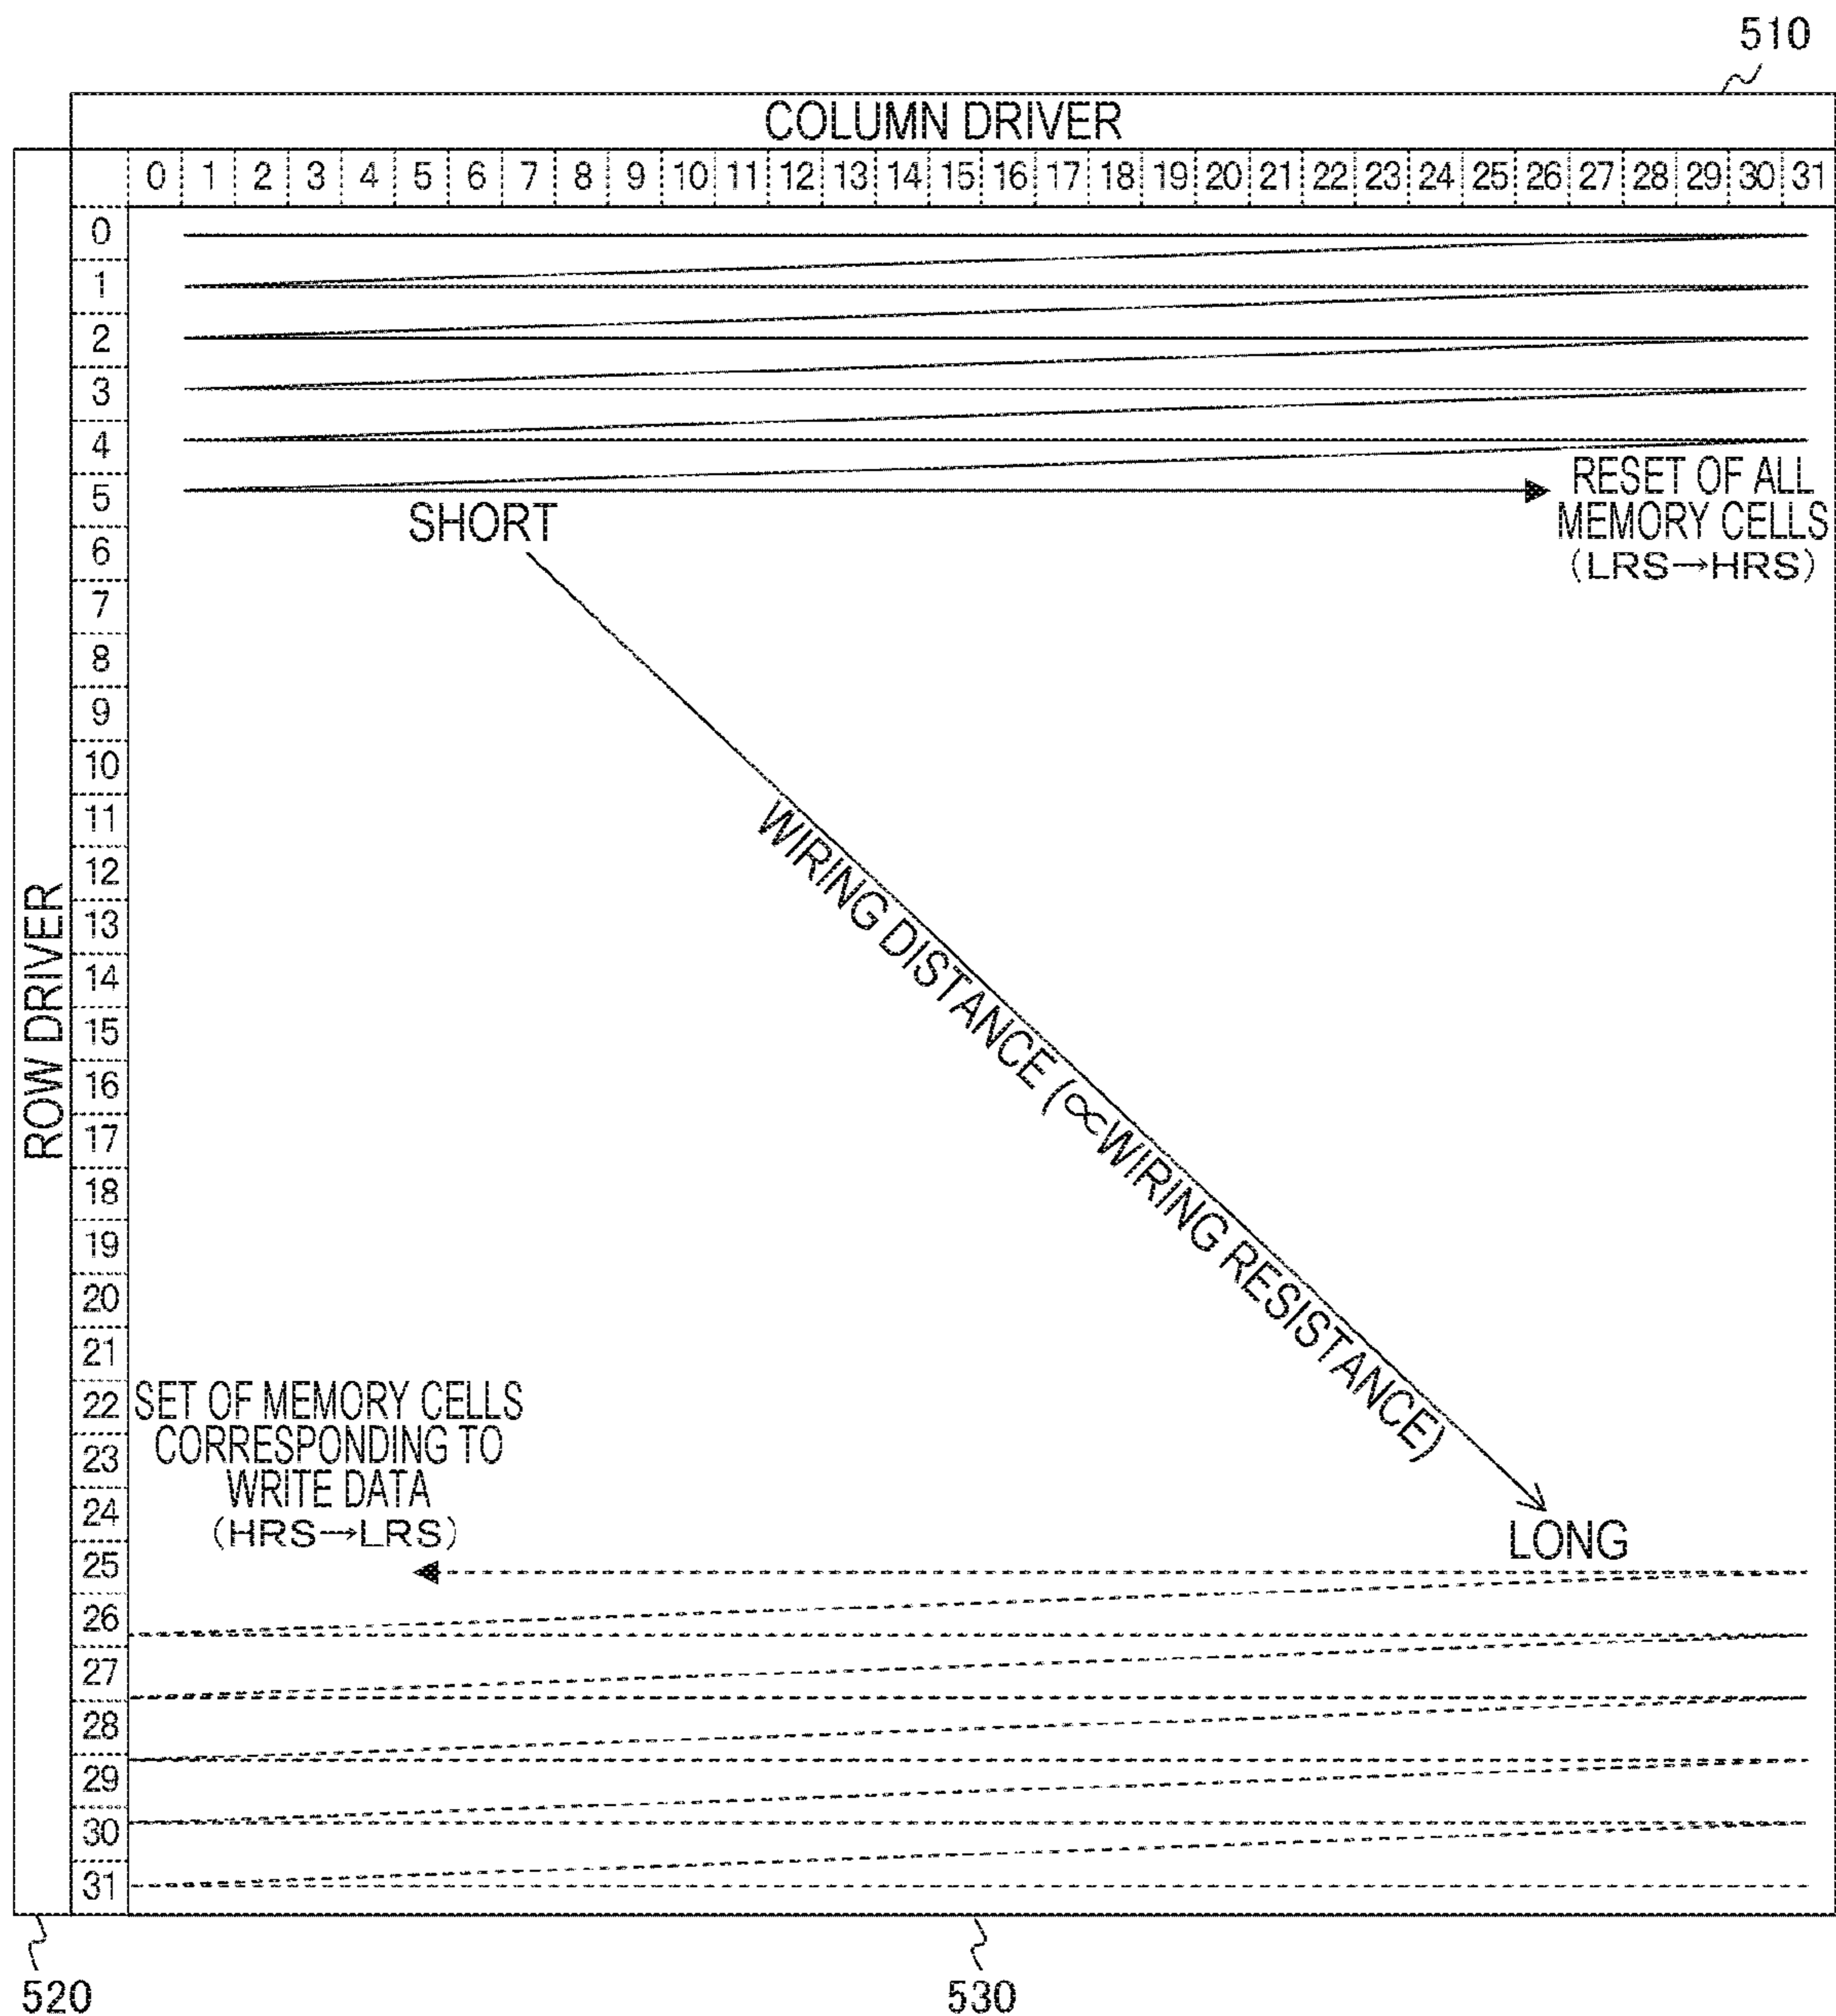 510
COLUMN DRIVER
0 1 2 3 4 5 6 7 8 9 10 11 12 13 14 15 16 17 18 19 20 21 22 23 24 25 26 27 28 29 30 31
ROW DRIVER
0
1
2
3
4
5
6
7
8
9
10
11
12
13
14
15
16
17
18
19
20
21
22
23
24
25
26
27
28
29
30
31
RESET OF ALL
MEMORY CELLS
(LRS→HRS)
SHORT
WIRING DISTANCE (∝WIRING RESISTANCE)
LONG
SET OF MEMORY CELLS
CORRESPONDING TO
WRITE DATA
(HRS→LRS)
520
530